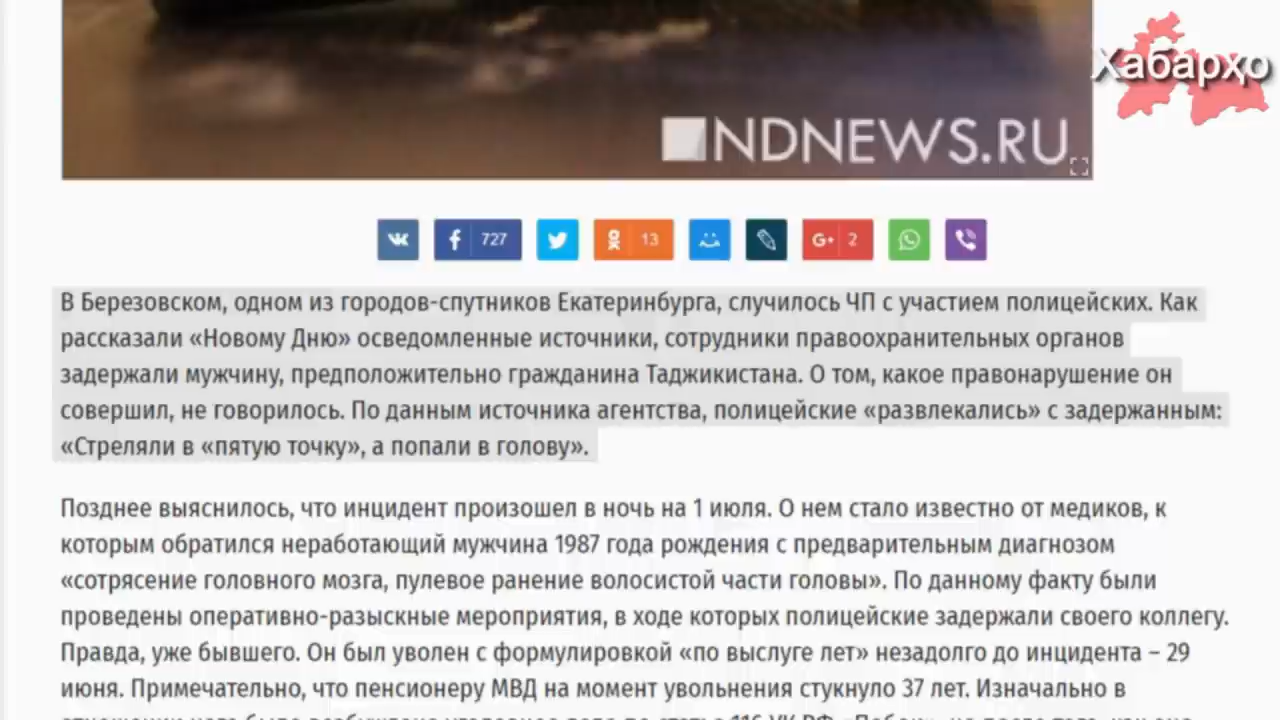 Хабарҳо
NDNEWS.RU
727
13
G+ 2
В Березовском, одном из городов-спутников Екатеринбурга, случилось ЧП с участием полицейских. Как
рассказали «Новому Дню» осведомленные источники, сотрудники правоохранительных органов
задержали мужчину, предположительно гражданина Таджикистана. О том, какое правонарушение он
совершил, не говорилось. По данным источника агентства, полицейские «развлекались» с задержанным:
«Стреляли в «пятую точку», а попали в голову».
Позднее выяснилось, что инцидент произошел в ночь на 1 июля. О нем стало известно от медиков, к
которым обратился неработающий мужчина 1987 года рождения с предварительным диагнозом
«сотрясение головного мозга, пулевое ранение волосистой части головы». По данному факту были
проведены оперативно-разыскные мероприятия, в ходе которых полицейские задержали своего коллегу.
Правда, уже бывшего. Он был уволен с формулировкой «по выслуге лет» незадолго до инцидента – 29
июня. Примечательно, что пенсионеру МВД на момент увольнения стукнуло 37 лет. Изначально в